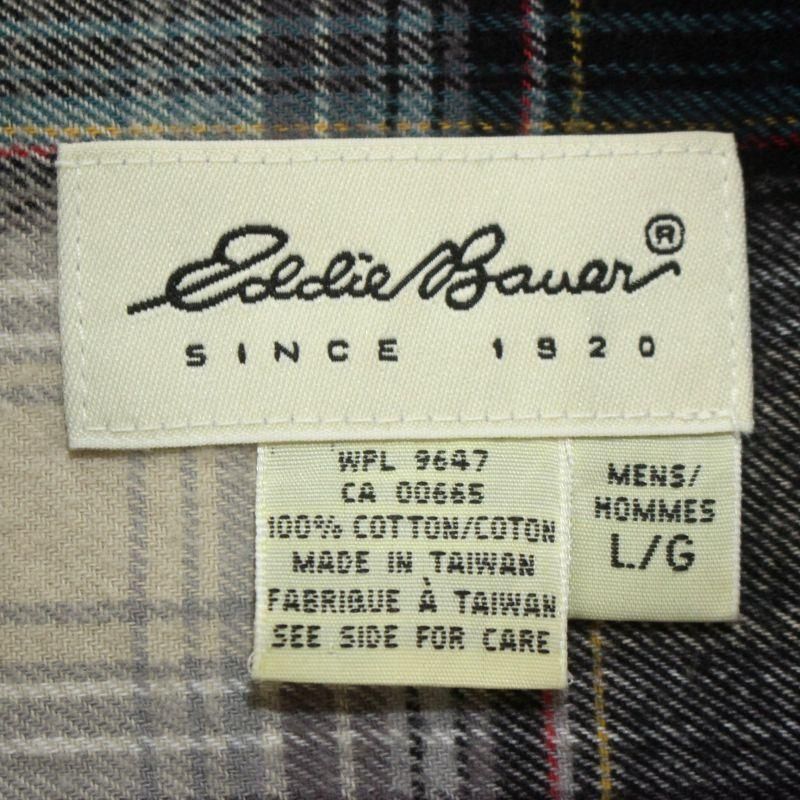 Eddie Bauer®
SINCE 1920
WPL 9647
CA 00665
100% COTTON/COTON
MADE IN TAIWAN
FABRIQUE À TAIWAN
SEE SIDE FOR CARE
MENS/
HOMMES
L/G